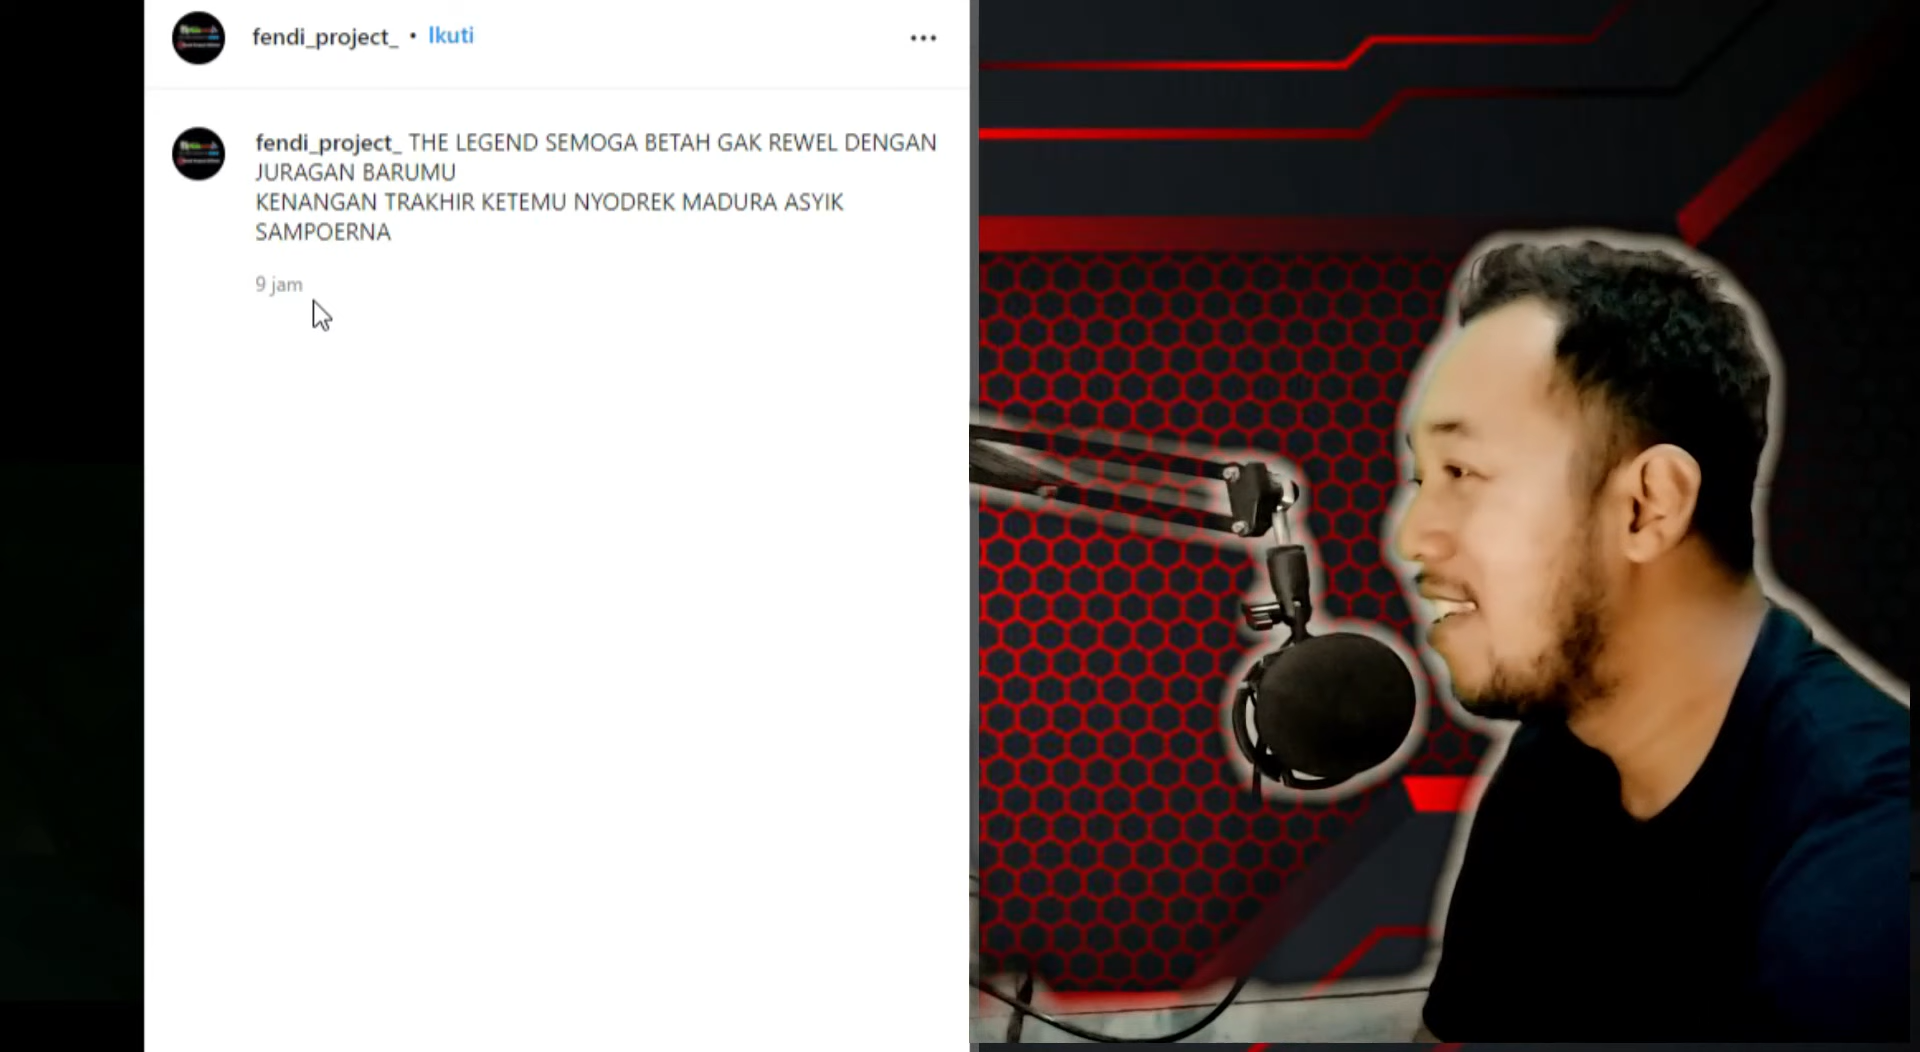 fendi_project_ • Ikuti
fendi_project_ THE LEGEND SEMOGA BETAH GAK REWEL DENGAN
JURAGAN BARUMU
KENANGAN TRAKHIR KETEMU NYODREK MADURA ASYIK
SAMPOERNA
9 jam